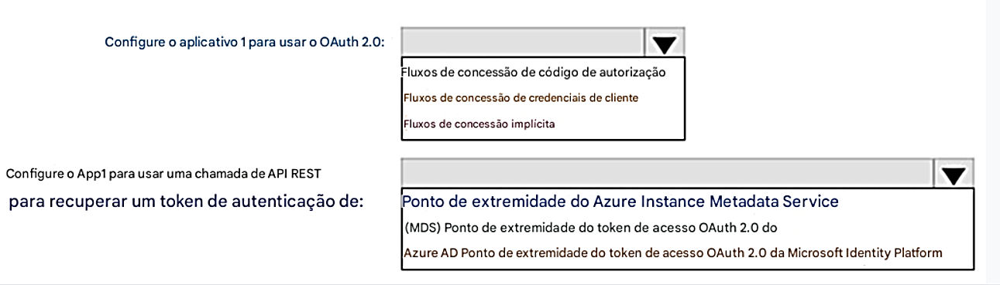 Configure o aplicativo 1 para usar o OAuth 2.0:
Fluxos de concessão de código de autorização
Fluxos de concessão de credenciais de cliente
Fluxos de concessão implícita
Configure o App1 para usar uma chamada de API REST
para recuperar um token de autenticação de:
Ponto de extremidade do Azure Instance Metadata Service
(MDS) Ponto de extremidade do token de acesso OAuth 2.0 do
Azure AD Ponto de extremidade do token de acesso OAuth 2.0 da Microsoft Identity Platform